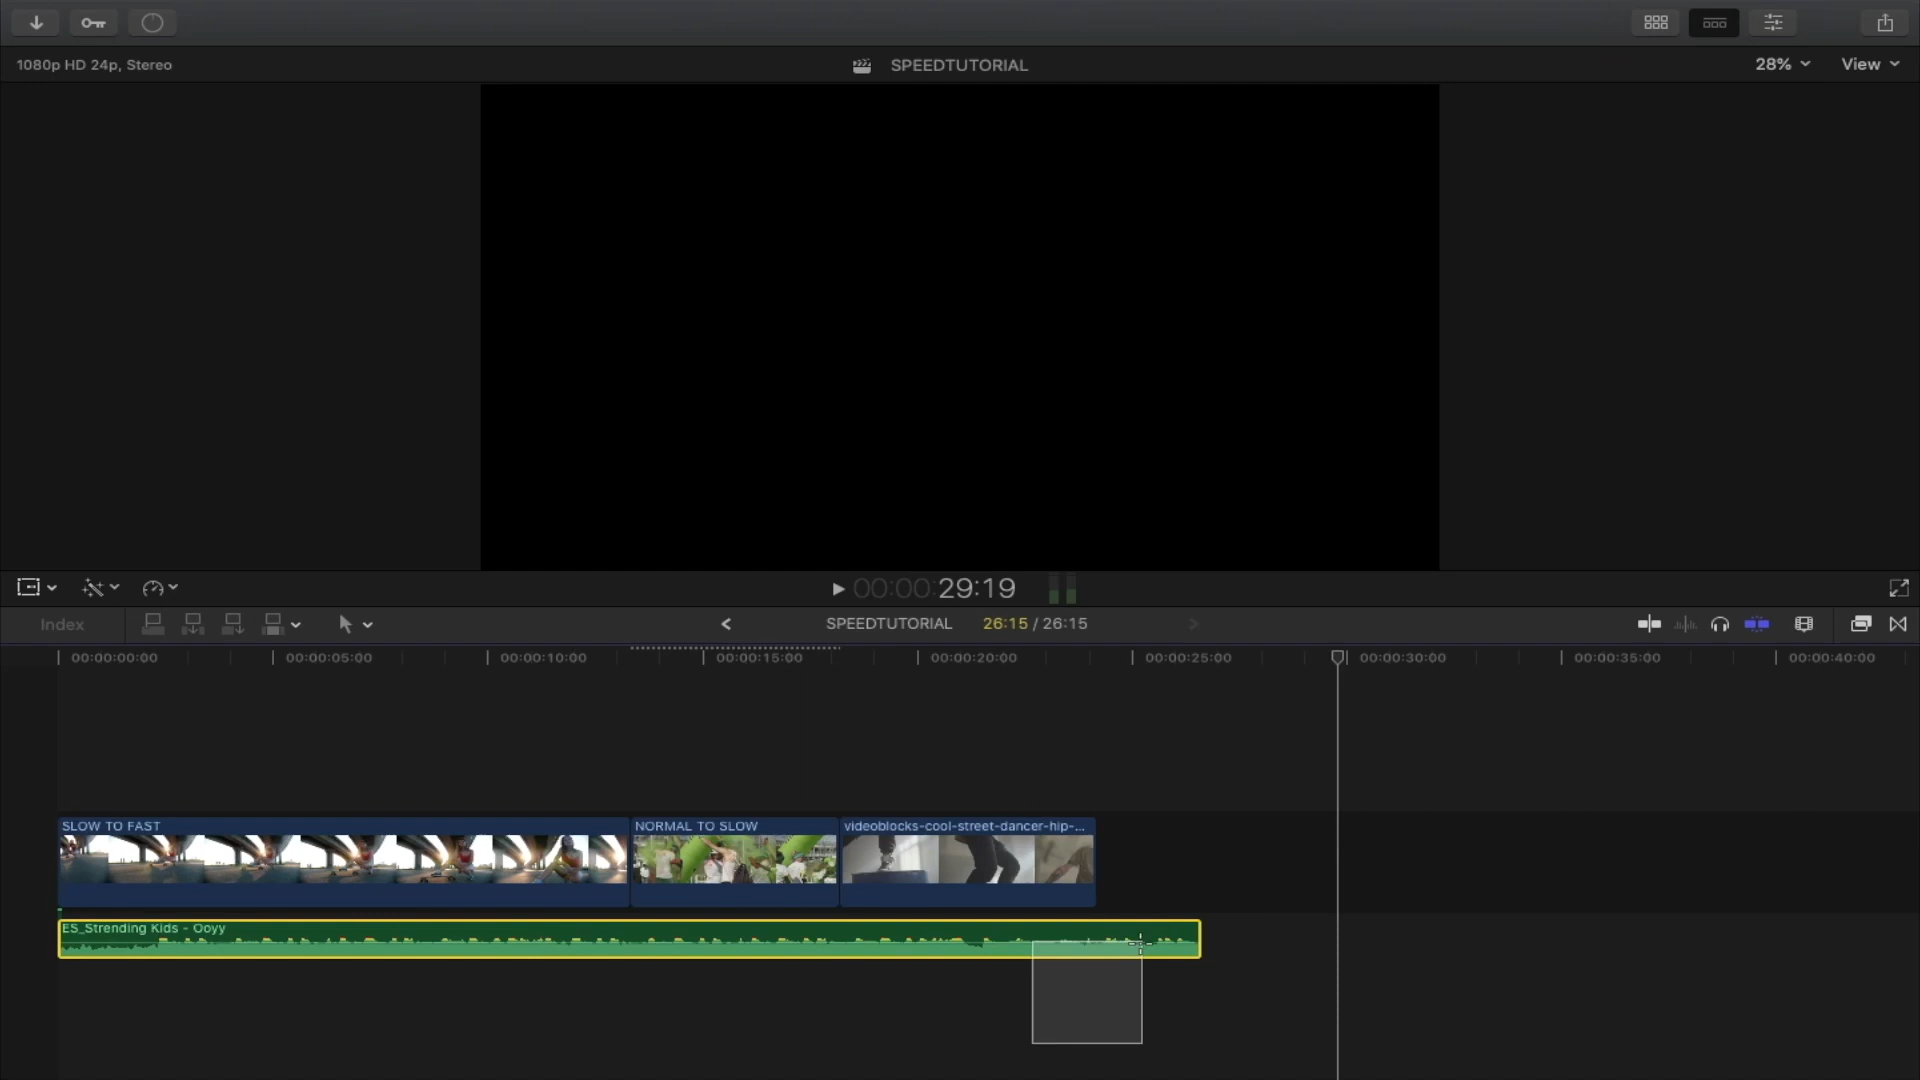 1080p HD 24p, Stereo
SPEEDTUTORIAL
28%
View
00:00:29:19
Index
SPEEDTUTORIAL
26:15 / 26:15
00:00:00:00
00:00:05:00
00:00:10:00
00:00:15:00
00:00:20:00
00:00:25:00
00:00:30:00
00:00:35:00
00:00:40:00
SLOW TO FAST
NORMAL TO SLOW
videoblocks-cool-street-dancer-hip-...
ES_Strending Kids - Ooyy